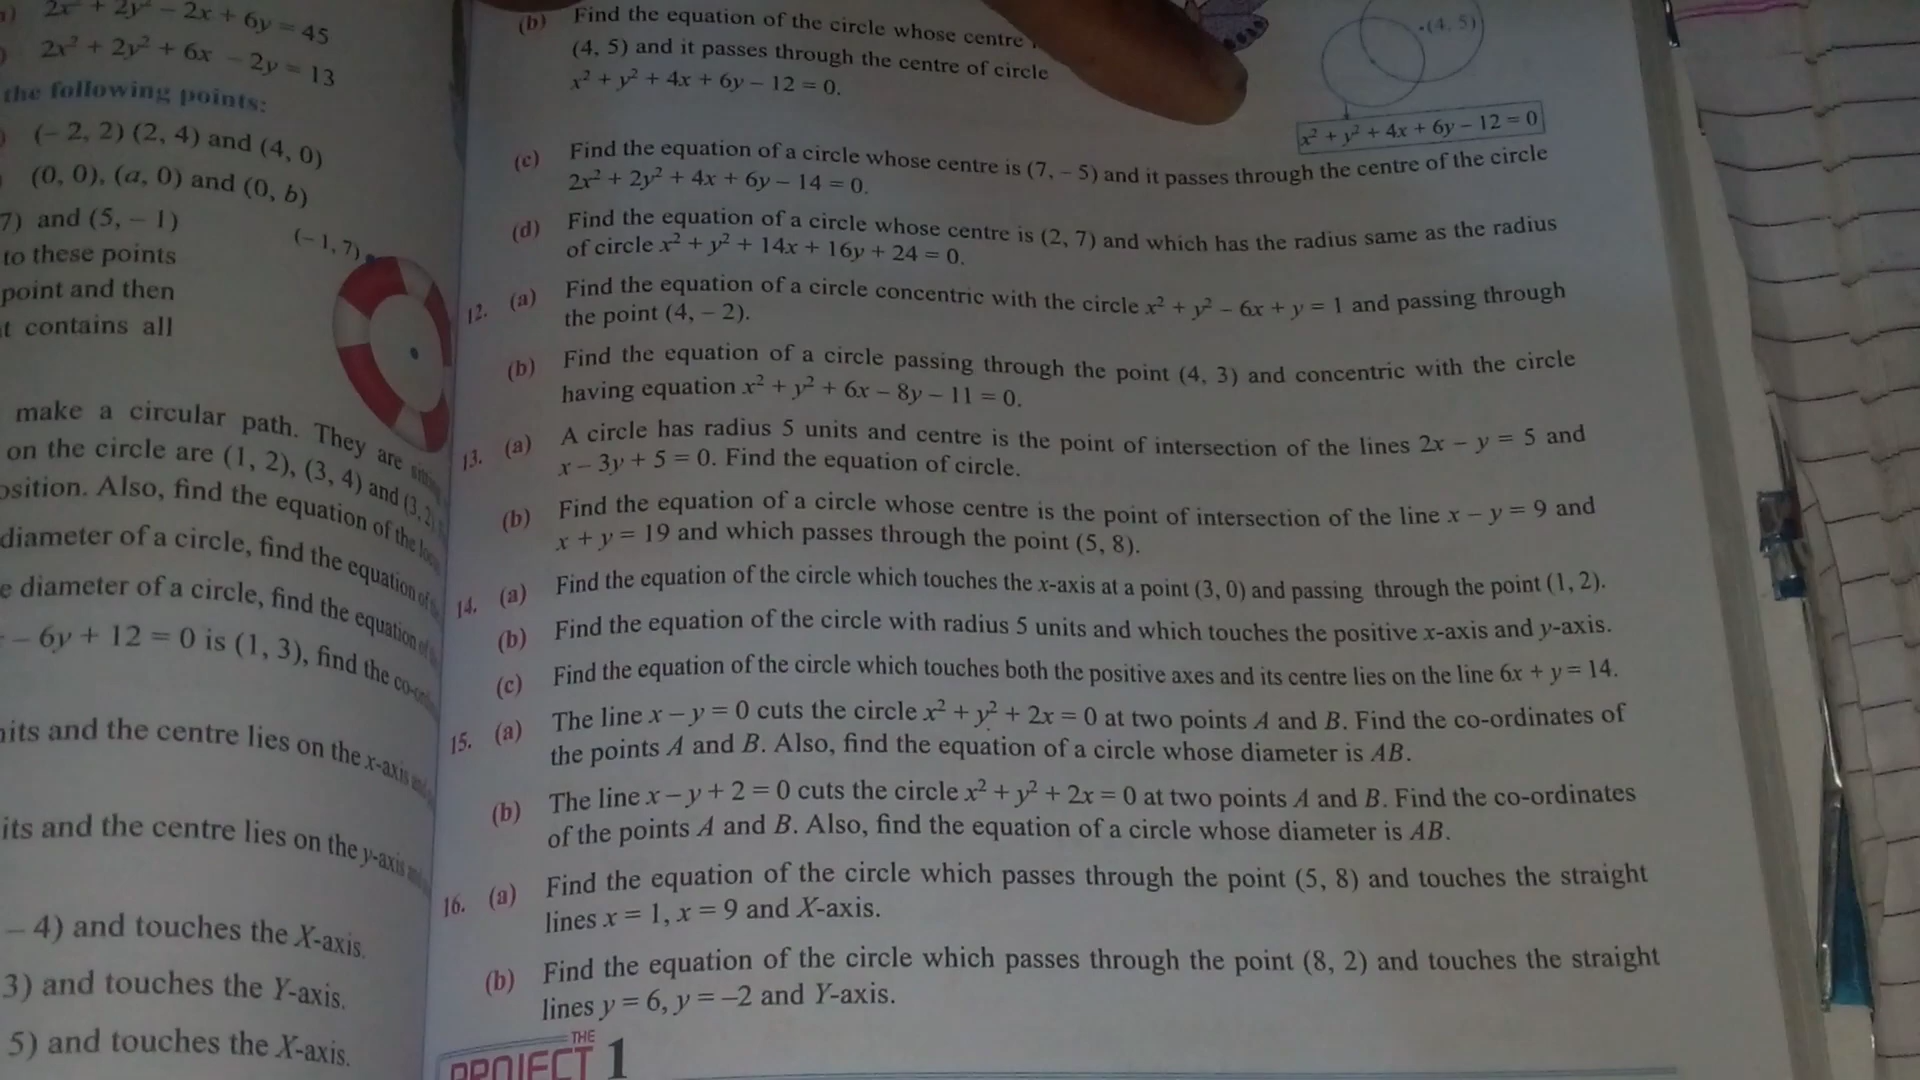 2x² + 2y² – 2x + 6y = 45
2x² + 2y² + 6x – 2y = 13
the following points:
(– 2, 2) (2, 4) and (4, 0)
(0, 0), (a, 0) and (0, b)
7) and (5, – 1)
(– 1, 7)
to these points
point and then
t contains all
make a circular path. They are
on the circle are (1, 2), (3, 4) and (3, 2)
osition. Also, find the equation of the
diameter of a circle, find the equation of
e diameter of a circle, find the equation of
– 6y + 12 = 0 is (1, 3), find the
nits and the centre lies on the x-axis
its and the centre lies on the y-axis
– 4) and touches the X-axis.
3) and touches the Y-axis.
5) and touches the X-axis.
(b) Find the equation of the circle whose centre
(4, 5) and it passes through the centre of circle
x² + y² + 4x + 6y – 12 = 0.
(4, 5)
x² + y² + 4x + 6y – 12 = 0
(c) Find the equation of a circle whose centre is (7, – 5) and it passes through the centre of the circle
2x² + 2y² + 4x + 6y – 14 = 0.
(d) Find the equation of a circle whose centre is (2, 7) and which has the radius same as the radius
of circle x² + y² + 14x + 16y + 24 = 0.
12. (a) Find the equation of a circle concentric with the circle x² + y² – 6x + y = 1 and passing through
the point (4, – 2).
(b) Find the equation of a circle passing through the point (4, 3) and concentric with the circle
having equation x² + y² + 6x – 8y – 11 = 0.
13. (a) A circle has radius 5 units and centre is the point of intersection of the lines 2x – y = 5 and
x – 3y + 5 = 0. Find the equation of circle.
(b) Find the equation of a circle whose centre is the point of intersection of the line x – y = 9 and
x + y = 19 and which passes through the point (5, 8).
14. (a) Find the equation of the circle which touches the x-axis at a point (3, 0) and passing through the point (1, 2).
(b) Find the equation of the circle with radius 5 units and which touches the positive x-axis and y-axis.
(c) Find the equation of the circle which touches both the positive axes and its centre lies on the line 6x + y = 14.
15. (a) The line x – y = 0 cuts the circle x² + y² + 2x = 0 at two points A and B. Find the co-ordinates of
the points A and B. Also, find the equation of a circle whose diameter is AB.
(b) The line x – y + 2 = 0 cuts the circle x² + y² + 2x = 0 at two points A and B. Find the co-ordinates
of the points A and B. Also, find the equation of a circle whose diameter is AB.
16. (a) Find the equation of the circle which passes through the point (5, 8) and touches the straight
lines x = 1, x = 9 and X-axis.
(b) Find the equation of the circle which passes through the point (8, 2) and touches the straight
lines y = 6, y = –2 and Y-axis.
THE
PROJECT 1